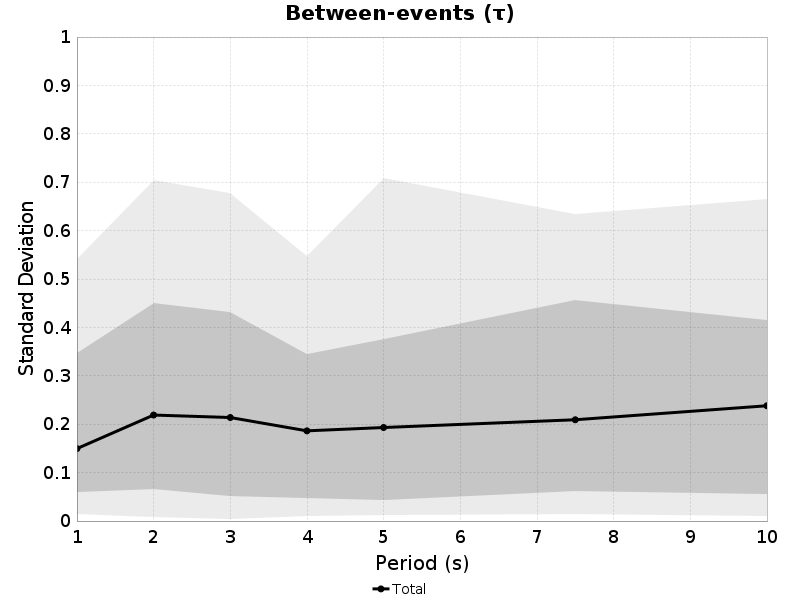 Between-events (τ)
1
0.9
0.8
0.7
0.6
0.5
0.4
0.3
0.2
0.1
0
Standard Deviation
1 2 3 4 5 6 7 8 9 10
Period (s)
Total